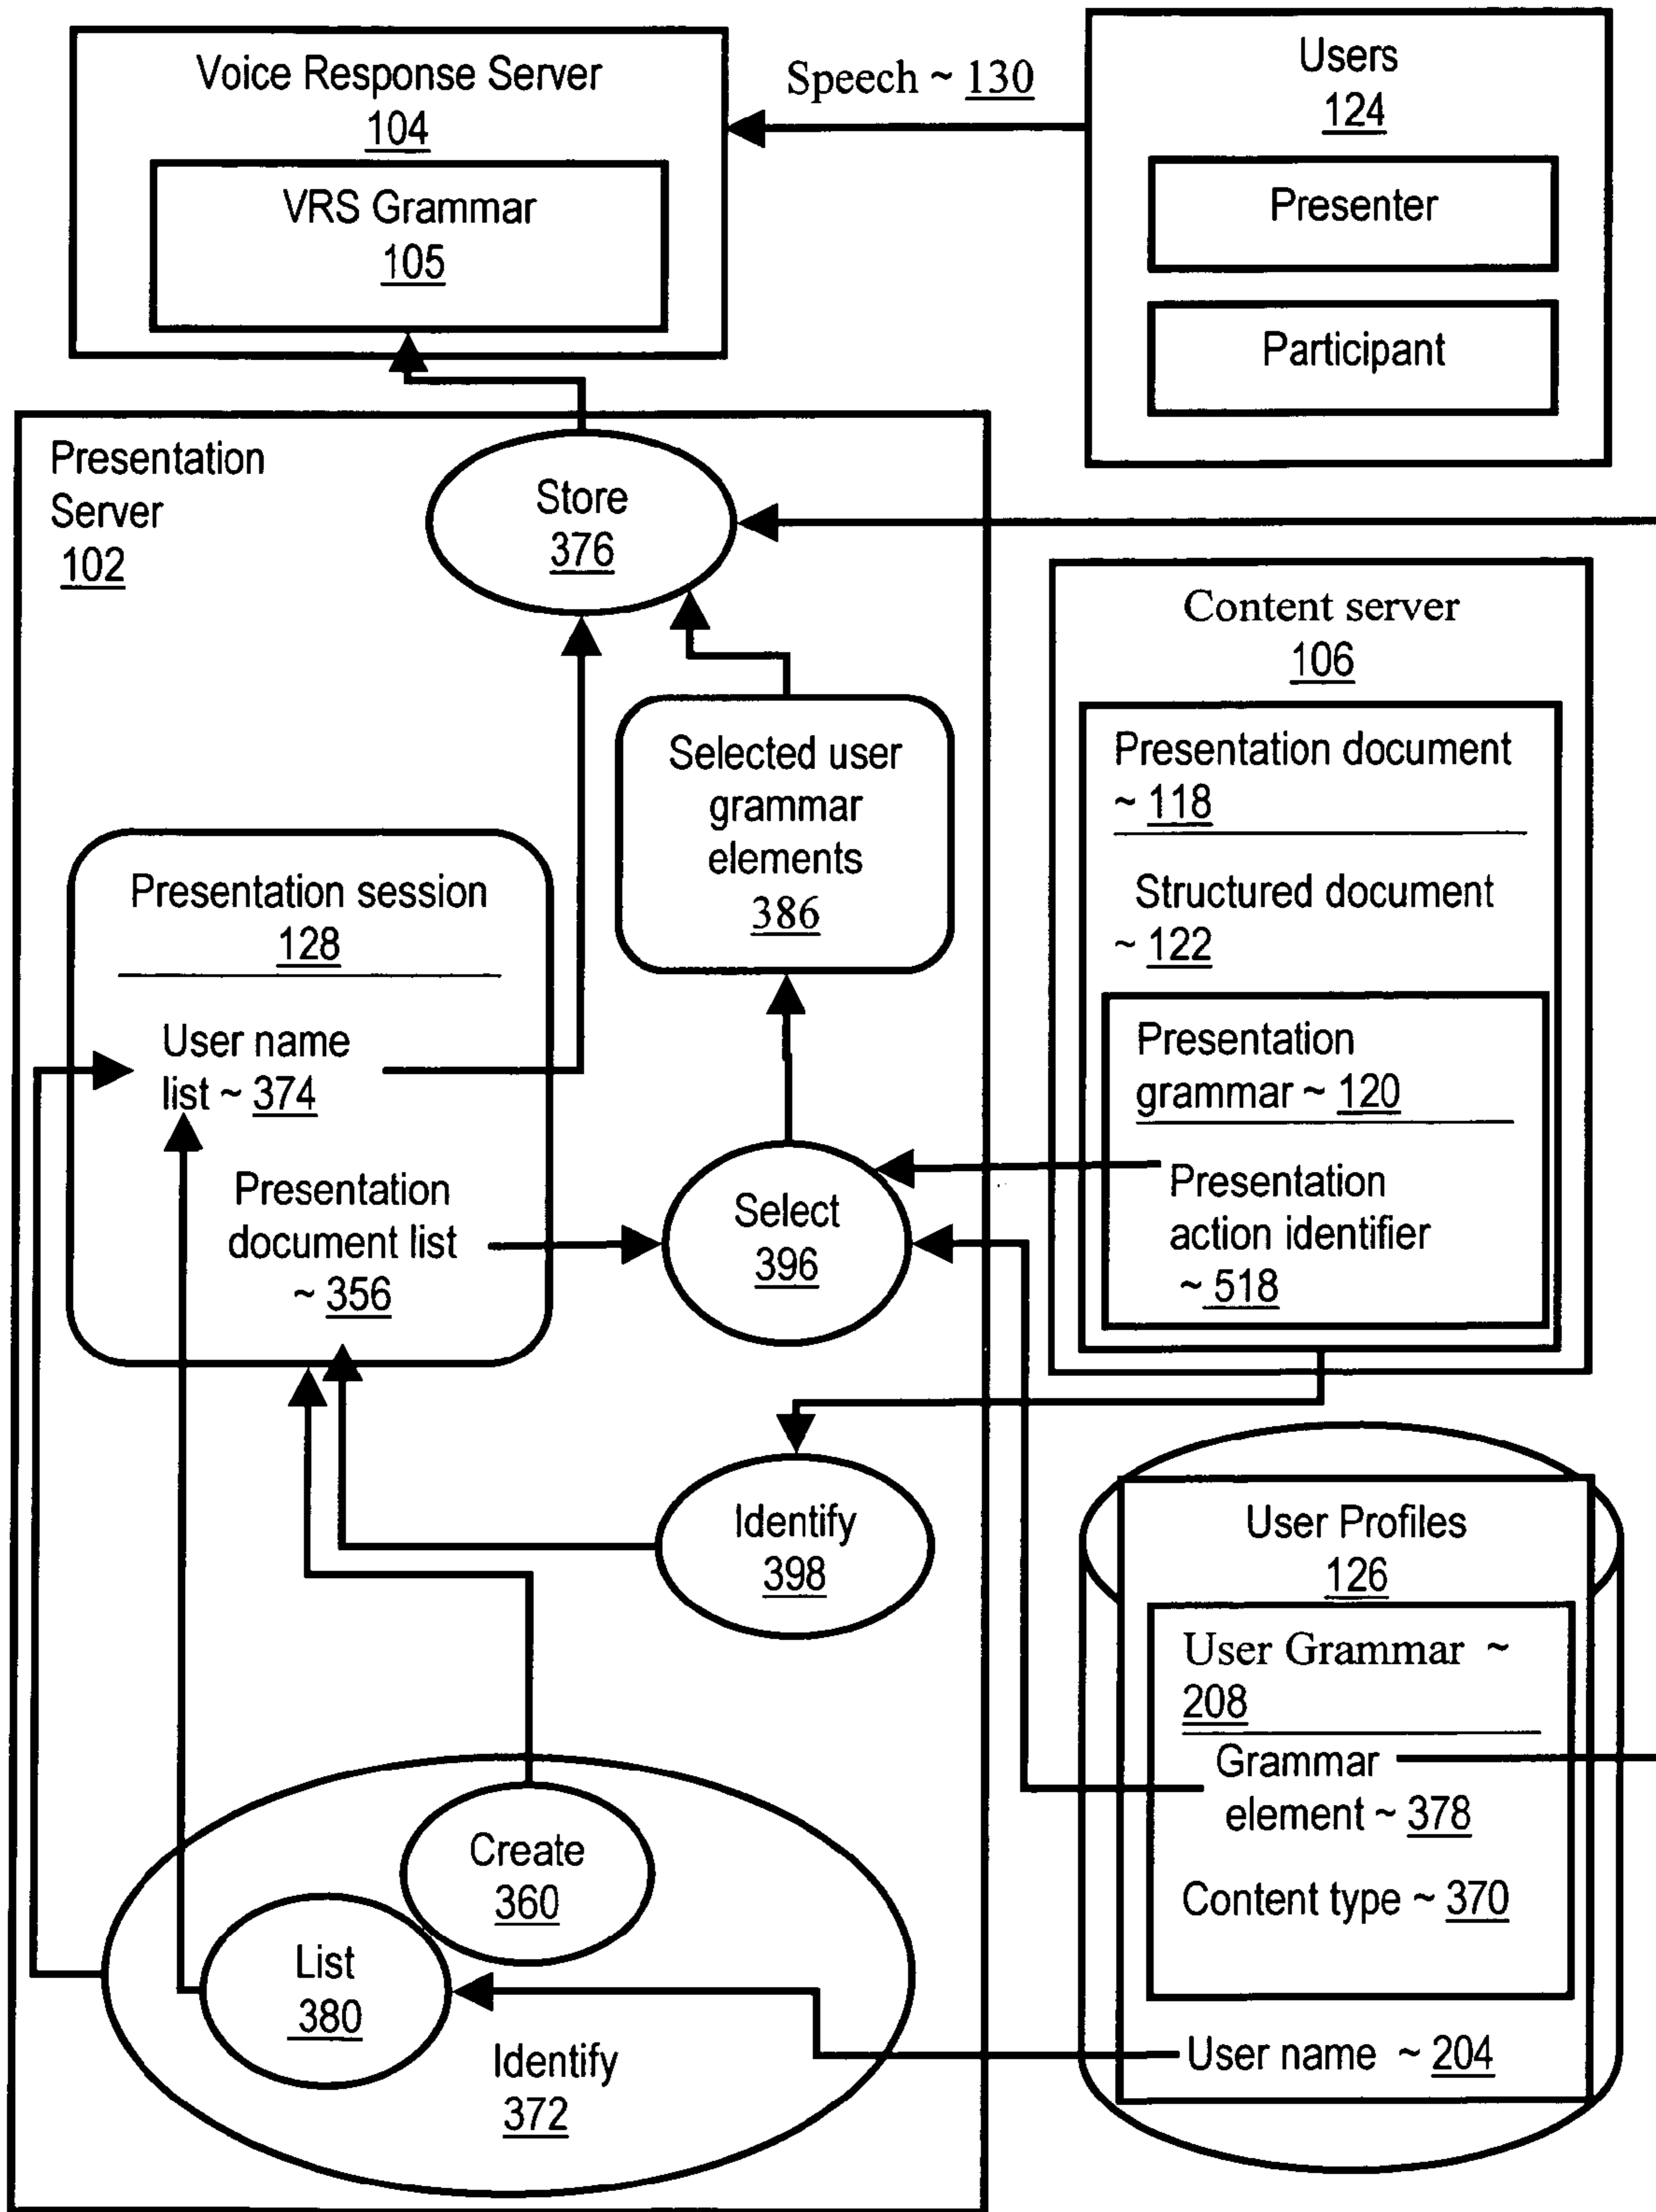 Voice Response Server
104
VRS Grammar
105
Speech ~ 130
Users
124
Presenter
Participant
Presentation
Server
102
Store
376
Selected user
grammar
elements
386
Presentation session
128
User name
list ~ 374
Presentation
document list
~ 356
Select
396
Identify
398
Create
360
List
380
Identify
372
Content server
106
Presentation document
~ 118
Structured document
~ 122
Presentation
grammar ~ 120
Presentation
action identifier
~ 518
User Profiles
126
User Grammar ~
208
Grammar
element ~ 378
Content type ~ 370
User name ~ 204